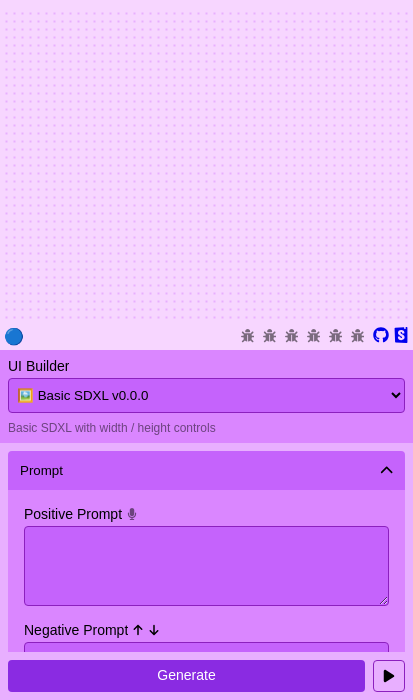 UI Builder
🖼️ Basic SDXL v0.0.0
Basic SDXL with width / height controls
Prompt
Positive Prompt
Negative Prompt
Generate